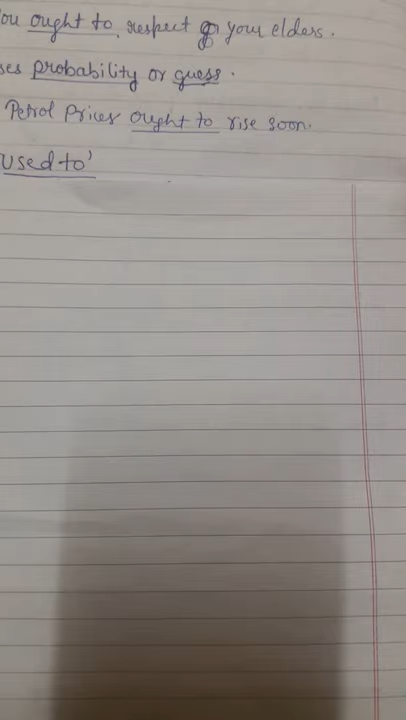 ou ought to respect your elders.
ses probability or guess.
Petrol Prices ought to rise soon.
used to'